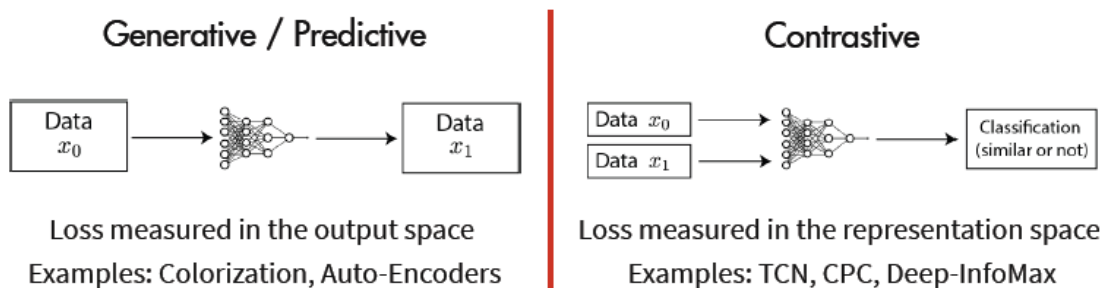 Generative / Predictive
Data
x₀
Data
x₁
Loss measured in the output space
Examples: Colorization, Auto-Encoders
Contrastive
Data x₀
Data x₁
Classification
(similar or not)
Loss measured in the representation space
Examples: TCN, CPC, Deep-InfoMax